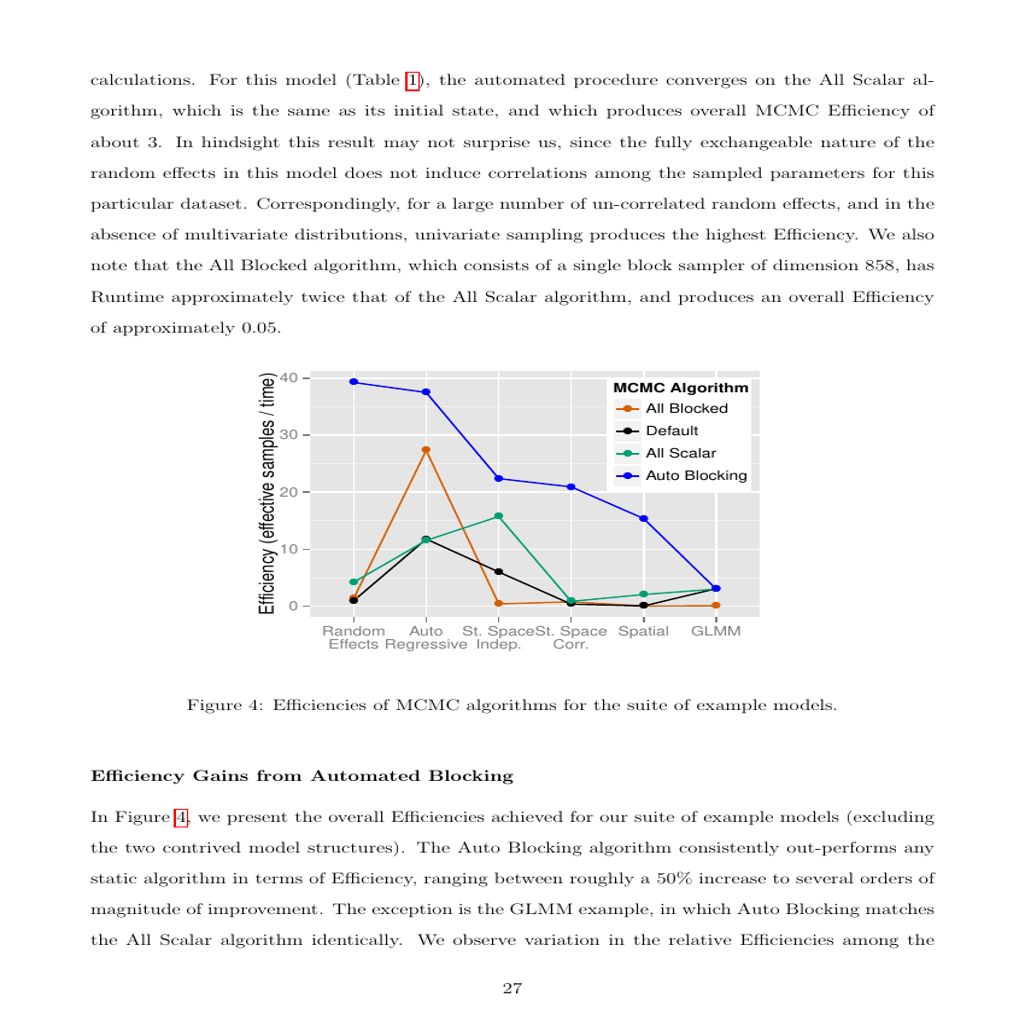 calculations. For this model (Table 1), the automated procedure converges on the All Scalar al-
gorithm, which is the same as its initial state, and which produces overall MCMC Efficiency of
about 3. In hindsight this result may not surprise us, since the fully exchangeable nature of the
random effects in this model does not induce correlations among the sampled parameters for this
particular dataset. Correspondingly, for a large number of un-correlated random effects, and in the
absence of multivariate distributions, univariate sampling produces the highest Efficiency. We also
note that the All Blocked algorithm, which consists of a single block sampler of dimension 858, has
Runtime approximately twice that of the All Scalar algorithm, and produces an overall Efficiency
of approximately 0.05.
Efficiency (effective samples / time)
40
30
20
10
0
MCMC Algorithm
All Blocked
Default
All Scalar
Auto Blocking
Random Effects
Auto Regressive
St. Space Indep.
St. Space Corr.
Spatial
GLMM
Figure 4: Efficiencies of MCMC algorithms for the suite of example models.
Efficiency Gains from Automated Blocking
In Figure 4, we present the overall Efficiencies achieved for our suite of example models (excluding
the two contrived model structures). The Auto Blocking algorithm consistently out-performs any
static algorithm in terms of Efficiency, ranging between roughly a 50% increase to several orders of
magnitude of improvement. The exception is the GLMM example, in which Auto Blocking matches
the All Scalar algorithm identically. We observe variation in the relative Efficiencies among the
27